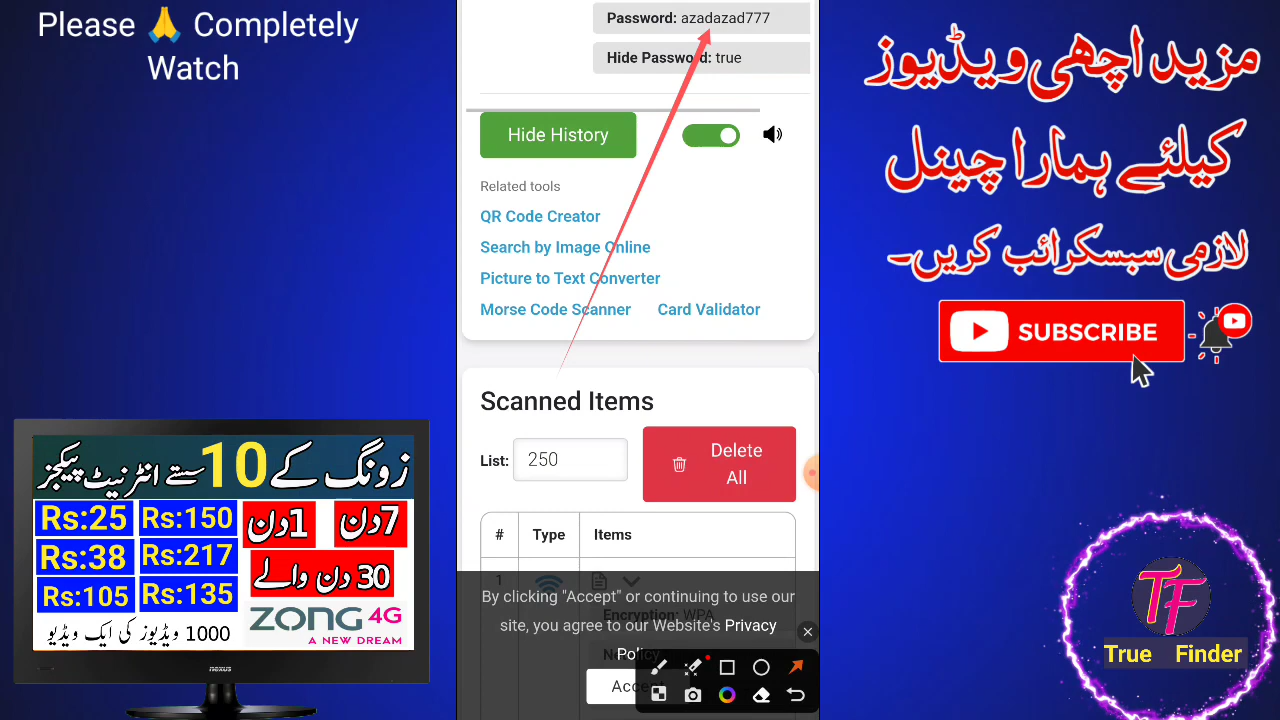 Please 🙏 Completely
Watch
Password: azadazad777
Hide Password: true
Hide History
Related tools
QR Code Creator
Search by Image Online
Picture to Text Converter
Morse Code Scanner Card Validator
Scanned Items
List: 250
Delete
All
# Type Items
1
Encryption: WPA
By clicking "Accept" or continuing to use our
site, you agree to our Website's Privacy
Policy
مزید اچھی ویڈیوز
کیلئے ہمارا چینل
لازمی سبسکرائب کریں۔
SUBSCRIBE
زونگ کے 10 سستے انٹرنیٹ پیکجز
Rs:25 Rs:150 1دن 7دن
Rs:38 Rs:217
30 دن والے
Rs:105 Rs:135
ZONG 4G
A NEW DREAM
1000 ویڈیوز کی ایک ویڈیو
TF
True Finder